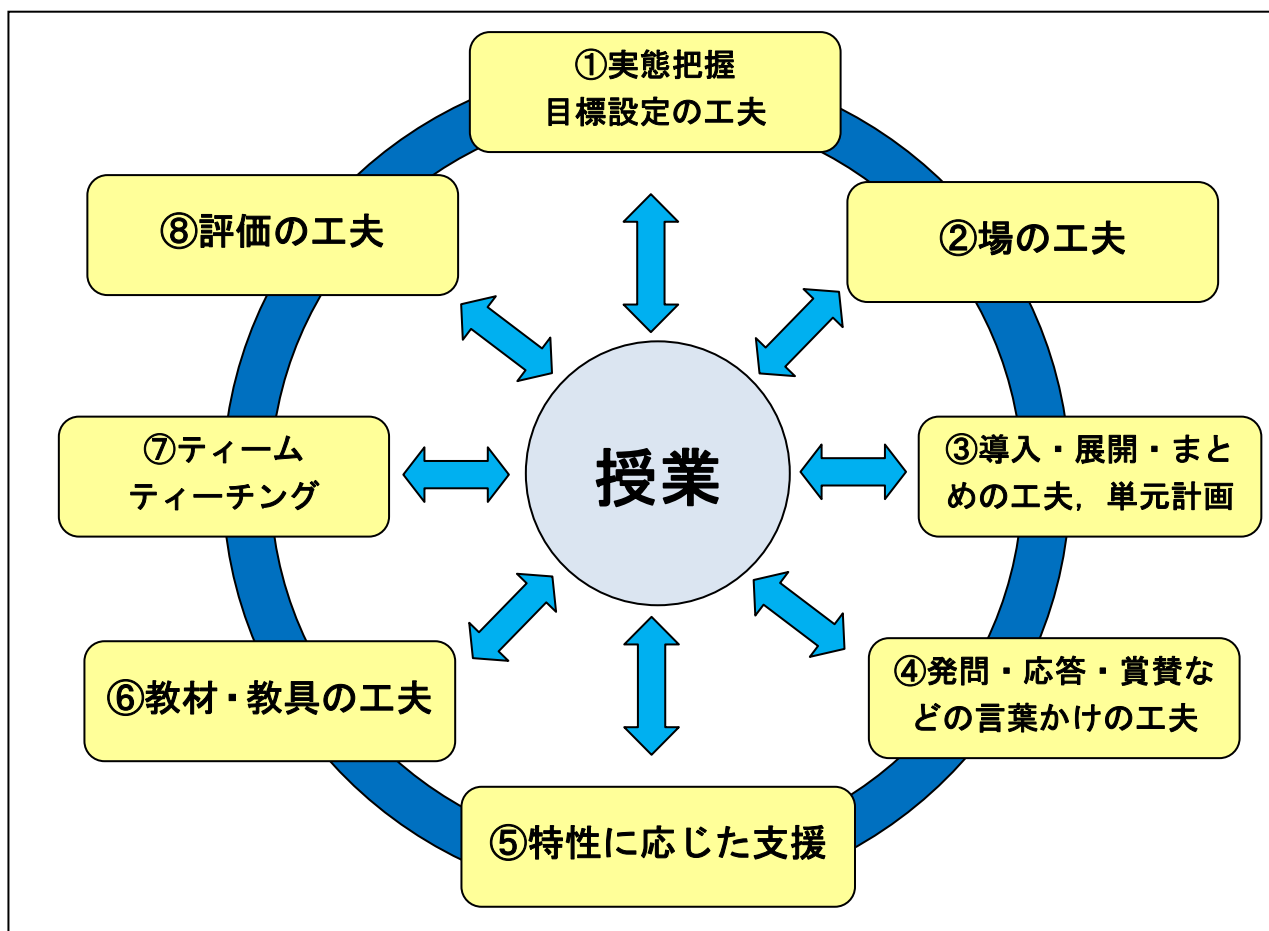 ①実態把握
目標設定の工夫
②場の工夫
③導入・展開・まと
めの工夫，単元計画
④発問・応答・賞賛な
どの言葉かけの工夫
⑤特性に応じた支援
⑥教材・教具の工夫
⑦ティーム
ティーチング
⑧評価の工夫
授業